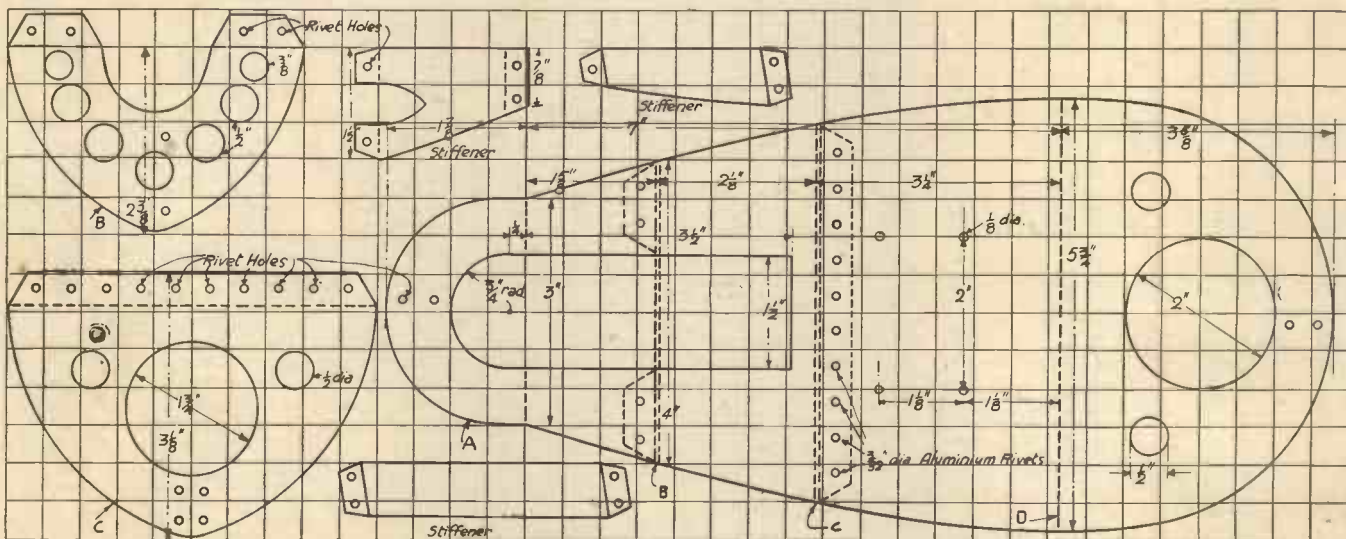 Rivet Holes
3/8"
1/2"
B
2 3/8"
1 1/2"
1 7/8"
7/8"
Stiffener
Stiffener
7"
1 5/8"
2 1/8"
3 1/4"
3 5/8"
1/4"
3 1/2"
1/8 dia.
5 3/4"
3/4" rad.
3"
1 1/2"
2"
2"
Rivet Holes
1/2 dia
1 3/4"
3 1/8"
A
4"
1 1/8"
1 1/8"
3/32" dia Aluminium Rivets
1/2"
B
C
C
D
Stiffener